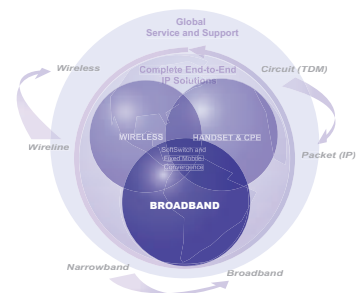 Global
Service and Support
Wireless
Complete End-to-End
IP Solutions
Circuit (TDM)
WIRELESS
HANDSET & CPE
Wireline
SoftSwitch and
Fixed Mobile
Convergence
Packet (IP)
BROADBAND
Narrowband
Broadband